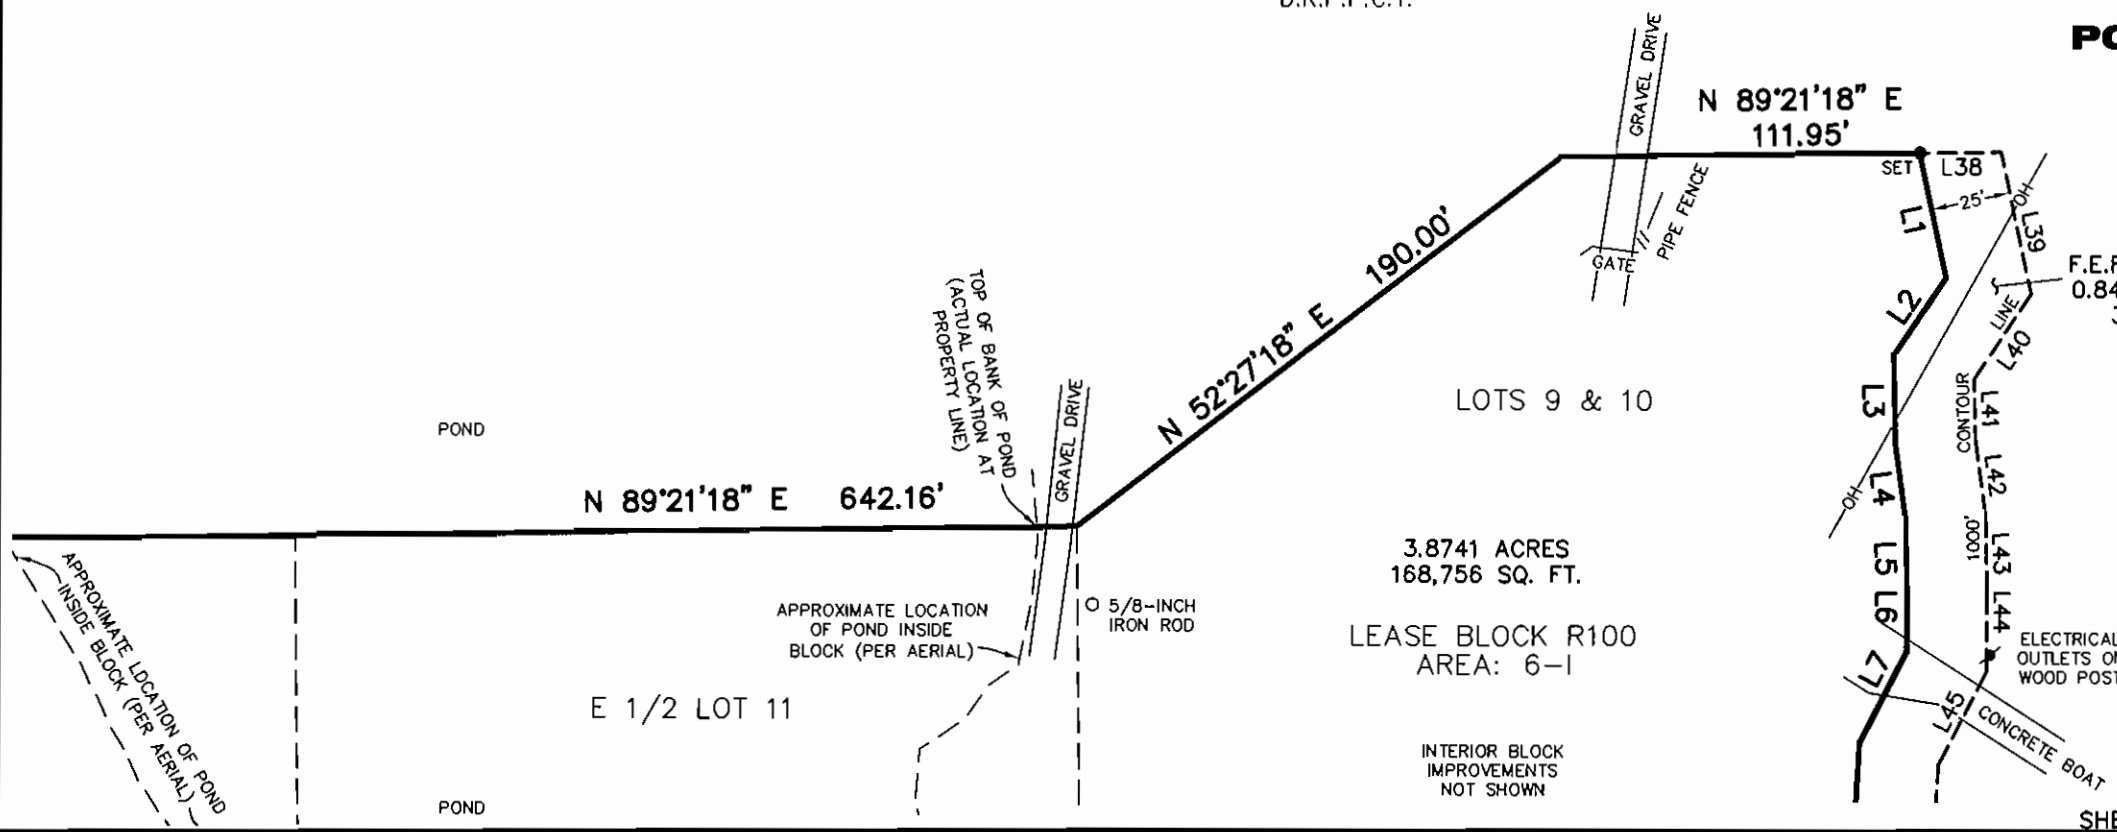 D.R.P.P.C.T.
GRAVEL DRIVE
N 89°21'18" E
111.95'
SET
L38
25'
OH
L1
L39
PIPE FENCE
GATE
190.00'
N 52°27'18" E
L2
LINE
L40
0.84
TOP OF BANK OF POND
(ACTUAL LOCATION AT
PROPERTY LINE)
GRAVEL DRIVE
LOTS 9 & 10
L3
CONTOUR
L41
POND
N 89°21'18" E 642.16'
L4
OH
L42
1000'
3.8741 ACRES
168,756 SQ. FT.
L5
L43
APPROXIMATE LOCATION OF POND
INSIDE BLOCK (PER AERIAL)
APPROXIMATE LOCATION
OF POND INSIDE
BLOCK (PER AERIAL)
5/8-INCH
IRON ROD
LEASE BLOCK R100
AREA: 6-I
L6
L44
ELECTRICAL
OUTLETS
WOOD POST
L7
L45
E 1/2 LOT 11
CONCRETE BOAT
INTERIOR BLOCK
IMPROVEMENTS
NOT SHOWN
POND